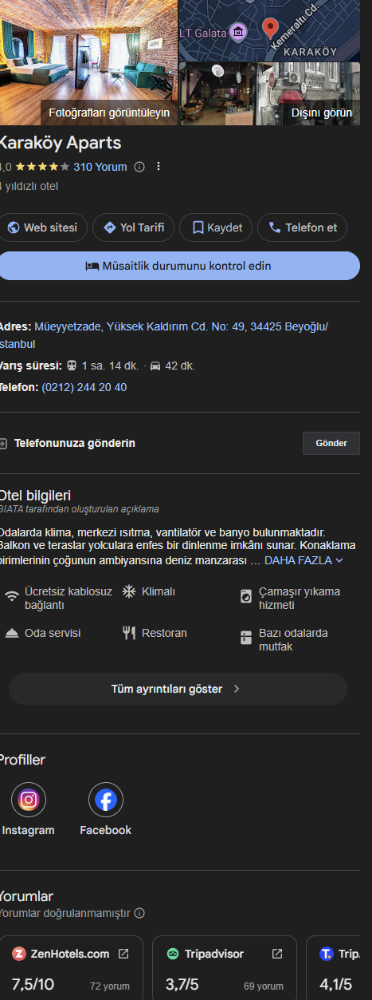 LT Galata
Kemeraltı Cd.
KARAKÖY
Fotoğrafları görüntüleyin
Dışını görün
Karaköy Aparts
4,0 310 Yorum
4 yıldızlı otel
Web sitesi
Yol Tarifi
Kaydet
Telefon et
Müsaitlik durumunu kontrol edin
Adres: Müeyyetzade, Yüksek Kaldırım Cd. No: 49, 34425 Beyoğlu/
İstanbul
Varış süresi: 1 sa. 14 dk. · 42 dk.
Telefon: (0212) 244 20 40
Telefonunuza gönderin
Gönder
Otel bilgileri
GIATA tarafından oluşturulan açıklama
Odalarda klima, merkezi ısıtma, vantilatör ve banyo bulunmaktadır.
Balkon ve teraslar yolculara enfes bir dinlenme imkânı sunar. Konaklama
birimlerinin çoğunun ambiyansına deniz manzarası ... DAHA FAZLA
Ücretsiz kablosuz
bağlantı
Klimalı
Çamaşır yıkama
hizmeti
Oda servisi
Restoran
Bazı odalarda
mutfak
Tüm ayrıntıları göster
Profiller
Instagram
Facebook
Yorumlar
Yorumlar doğrulanmamıştır
ZenHotels.com
7,5/10
72 yorum
Tripadvisor
3,7/5
69 yorum
Trip.
4,1/5